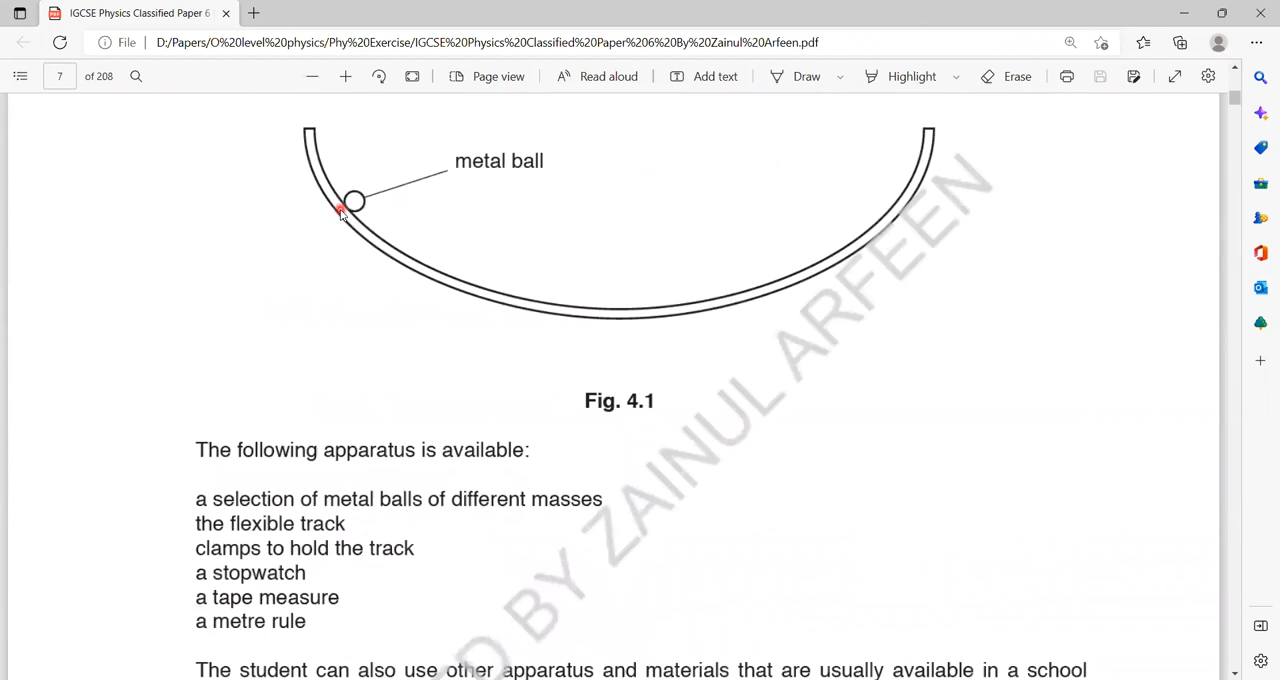 IGCSE Physics Classified Paper 6
File
D:/Papers/O%20level%20physics/Phy%20Exercise/IGCSE%20Physics%20Classified%20Paper%206%20By%20Zainul%20Arfeen.pdf
7 of 208
Page view
Read aloud
Add text
Draw
Highlight
Erase
metal ball
Fig. 4.1
The following apparatus is available:
a selection of metal balls of different masses
the flexible track
clamps to hold the track
a stopwatch
a tape measure
a metre rule
The student can also use other apparatus and materials that are usually available in a school
BY ZAINUL ARFEEN